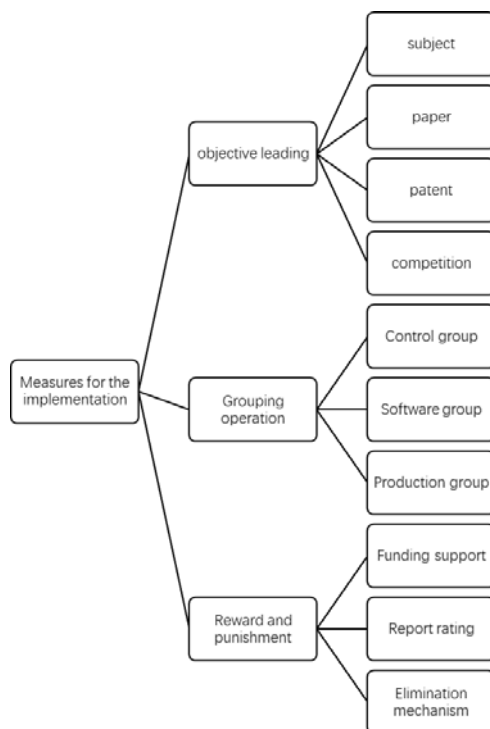 subject
paper
objective leading
patent
competition
Control group
Measures for the
implementation
Grouping
operation
Software group
Production group
Funding support
Reward and
punishment
Report rating
Elimination
mechanism